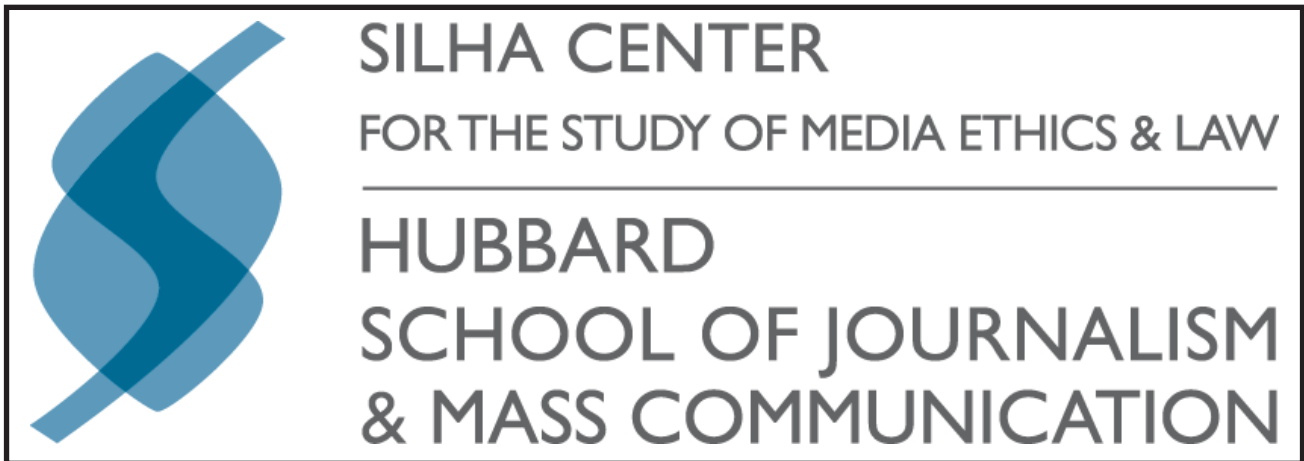 SILHA CENTER
FOR THE STUDY OF MEDIA ETHICS & LAW
HUBBARD
SCHOOL OF JOURNALISM
& MASS COMMUNICATION